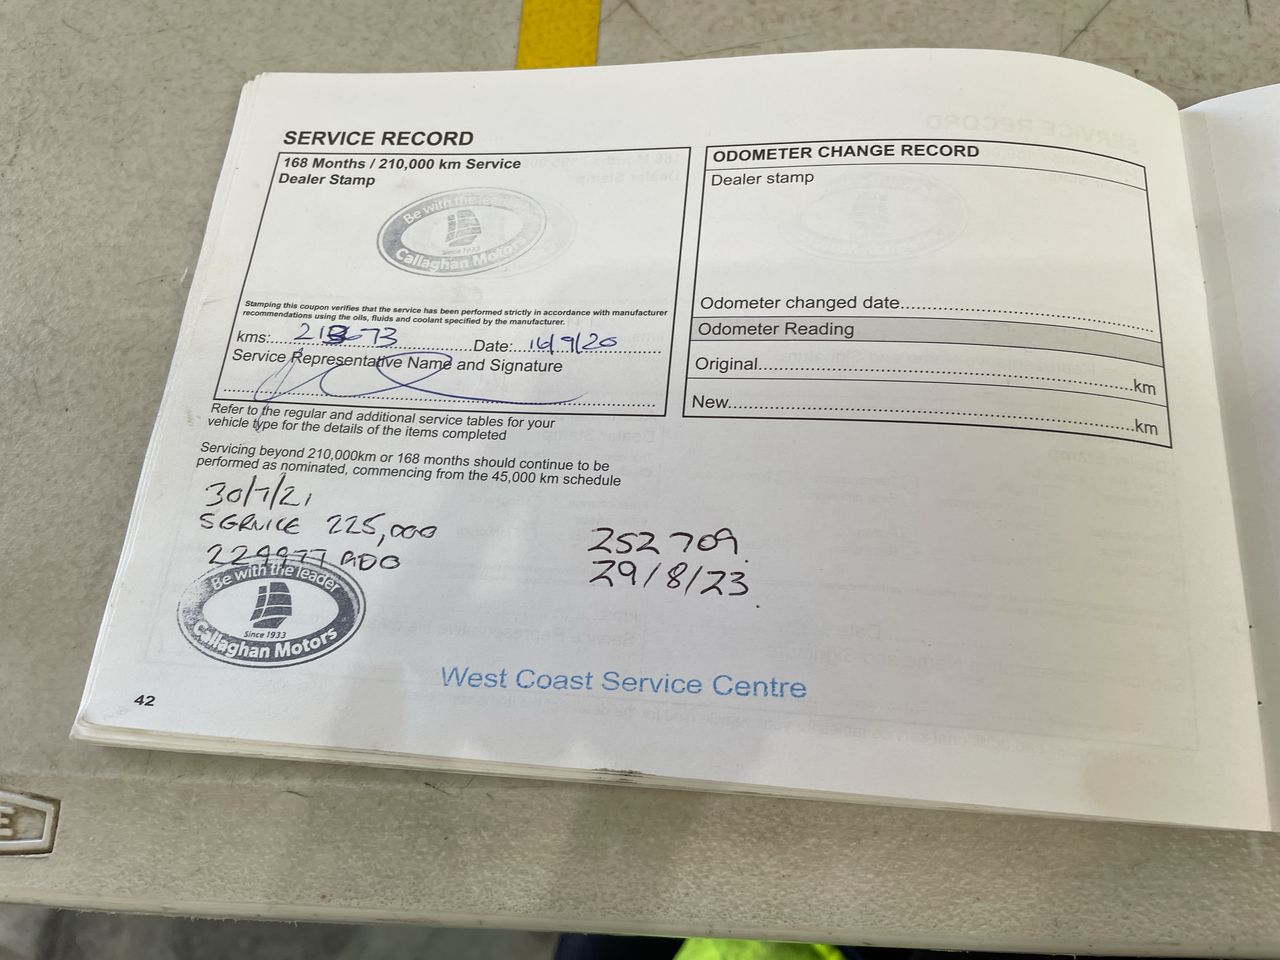 SERVICE RECORD
168 Months / 210,000 km Service
Dealer Stamp
Be with the leader
Since 1933
Callaghan Motors
Stamping this coupon verifies that the service has been performed strictly in accordance with manufacturer
recommendations using the oils, fluids and coolant specified by the manufacturer.
kms: 218673 Date: 16/9/20
Service Representative Name and Signature
Refer to the regular and additional service tables for your
vehicle type for the details of the items completed
Servicing beyond 210,000km or 168 months should continue to be
performed as nominated, commencing from the 45,000 km schedule
30/7/21
SERVICE 225,000
229977 ADO
Be with the leader
Since 1933
Callaghan Motors
42
ODOMETER CHANGE RECORD
Dealer stamp
Odometer changed date
Odometer Reading
Original km
New km
252709.
29/8/23.
West Coast Service Centre